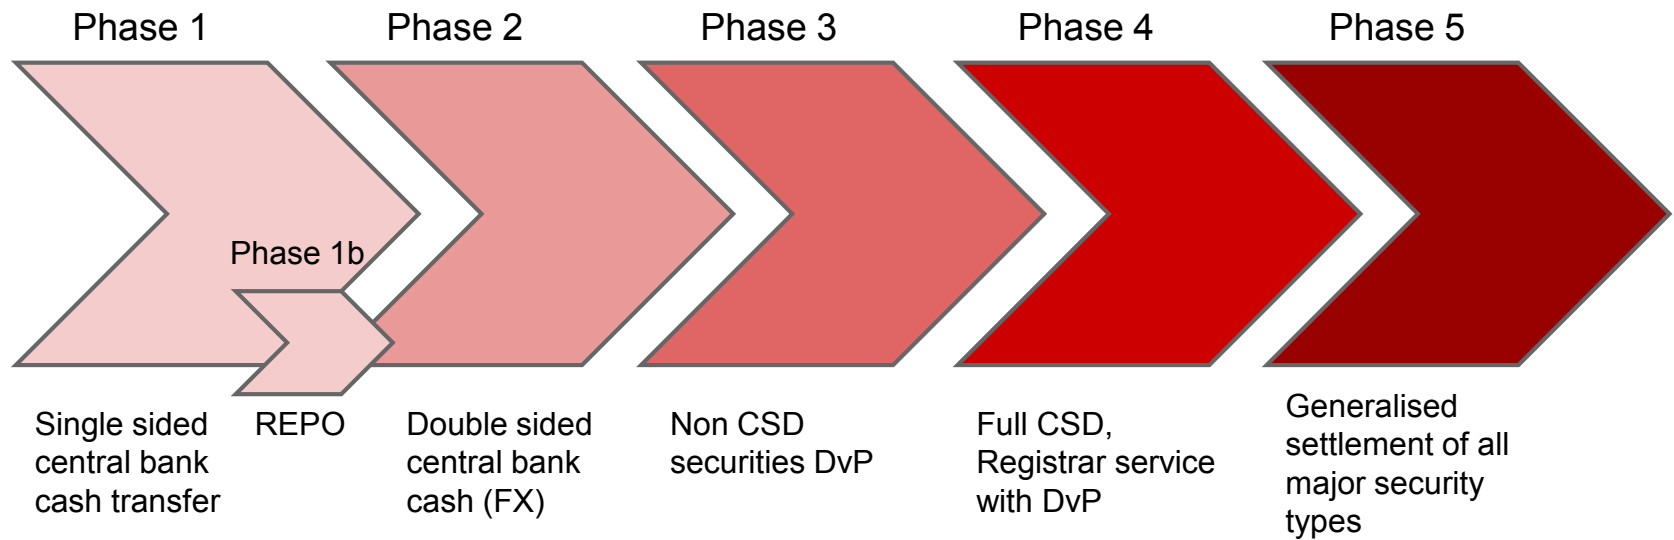 Phase 1
Phase 2
Phase 3
Phase 4
Phase 5
Phase 1b
Single sided
central bank
cash transfer
REPO
Double sided
central bank
cash (FX)
Non CSD
securities DvP
Full CSD,
Registrar service
with DvP
Generalised
settlement of all
major security
types